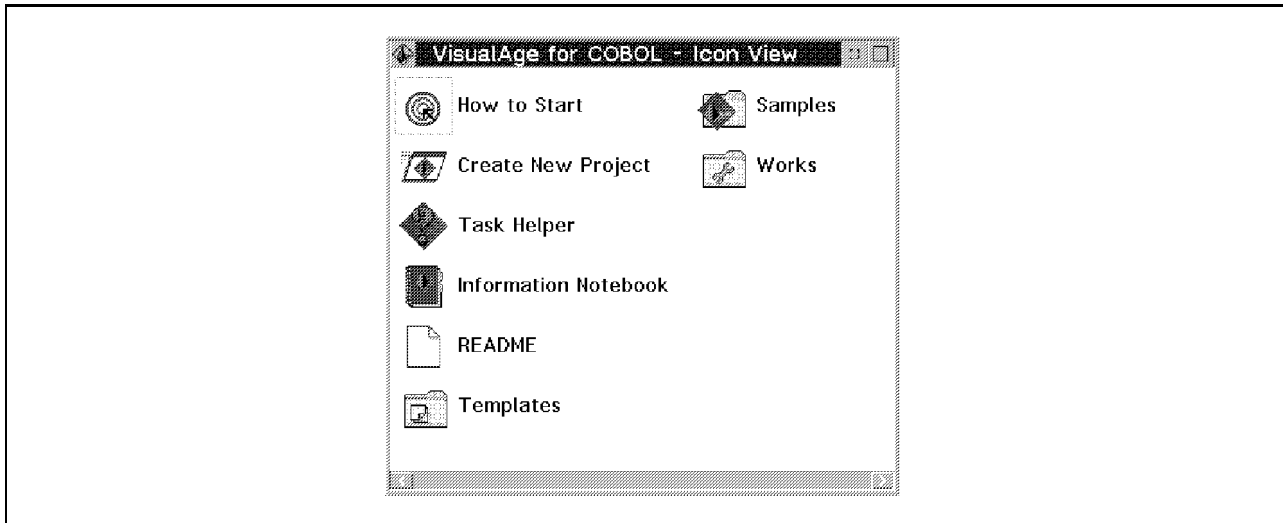 VisualAge for COBOL - Icon View
How to Start
Create New Project
Task Helper
Information Notebook
README
Templates
Samples
Works